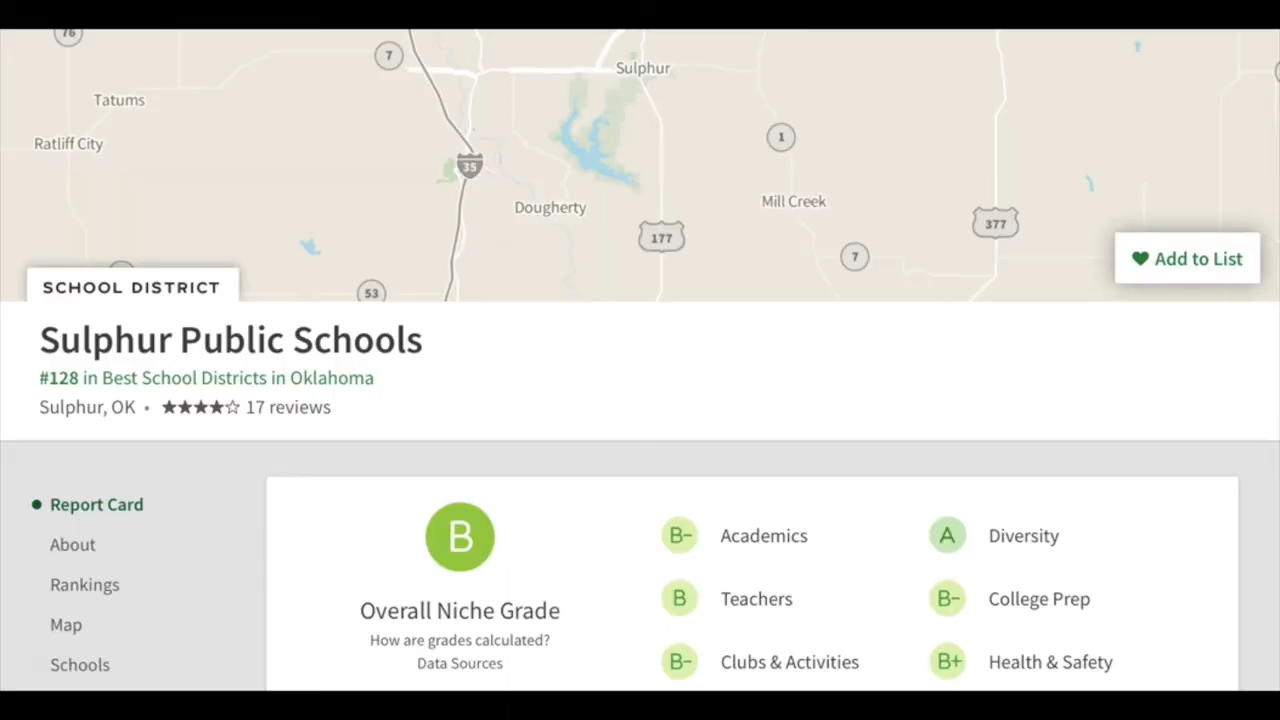 76
7
Sulphur
Tatums
1
Ratliff City
35
Mill Creek
Dougherty
377
177
7
Add to List
SCHOOL DISTRICT
53
Sulphur Public Schools
#128 in Best School Districts in Oklahoma
Sulphur, OK • ★★★★☆ 17 reviews
Report Card
About
Rankings
Map
Schools
B
Overall Niche Grade
How are grades calculated?
Data Sources
B- Academics
A Diversity
B Teachers
B- College Prep
B- Clubs & Activities
B+ Health & Safety